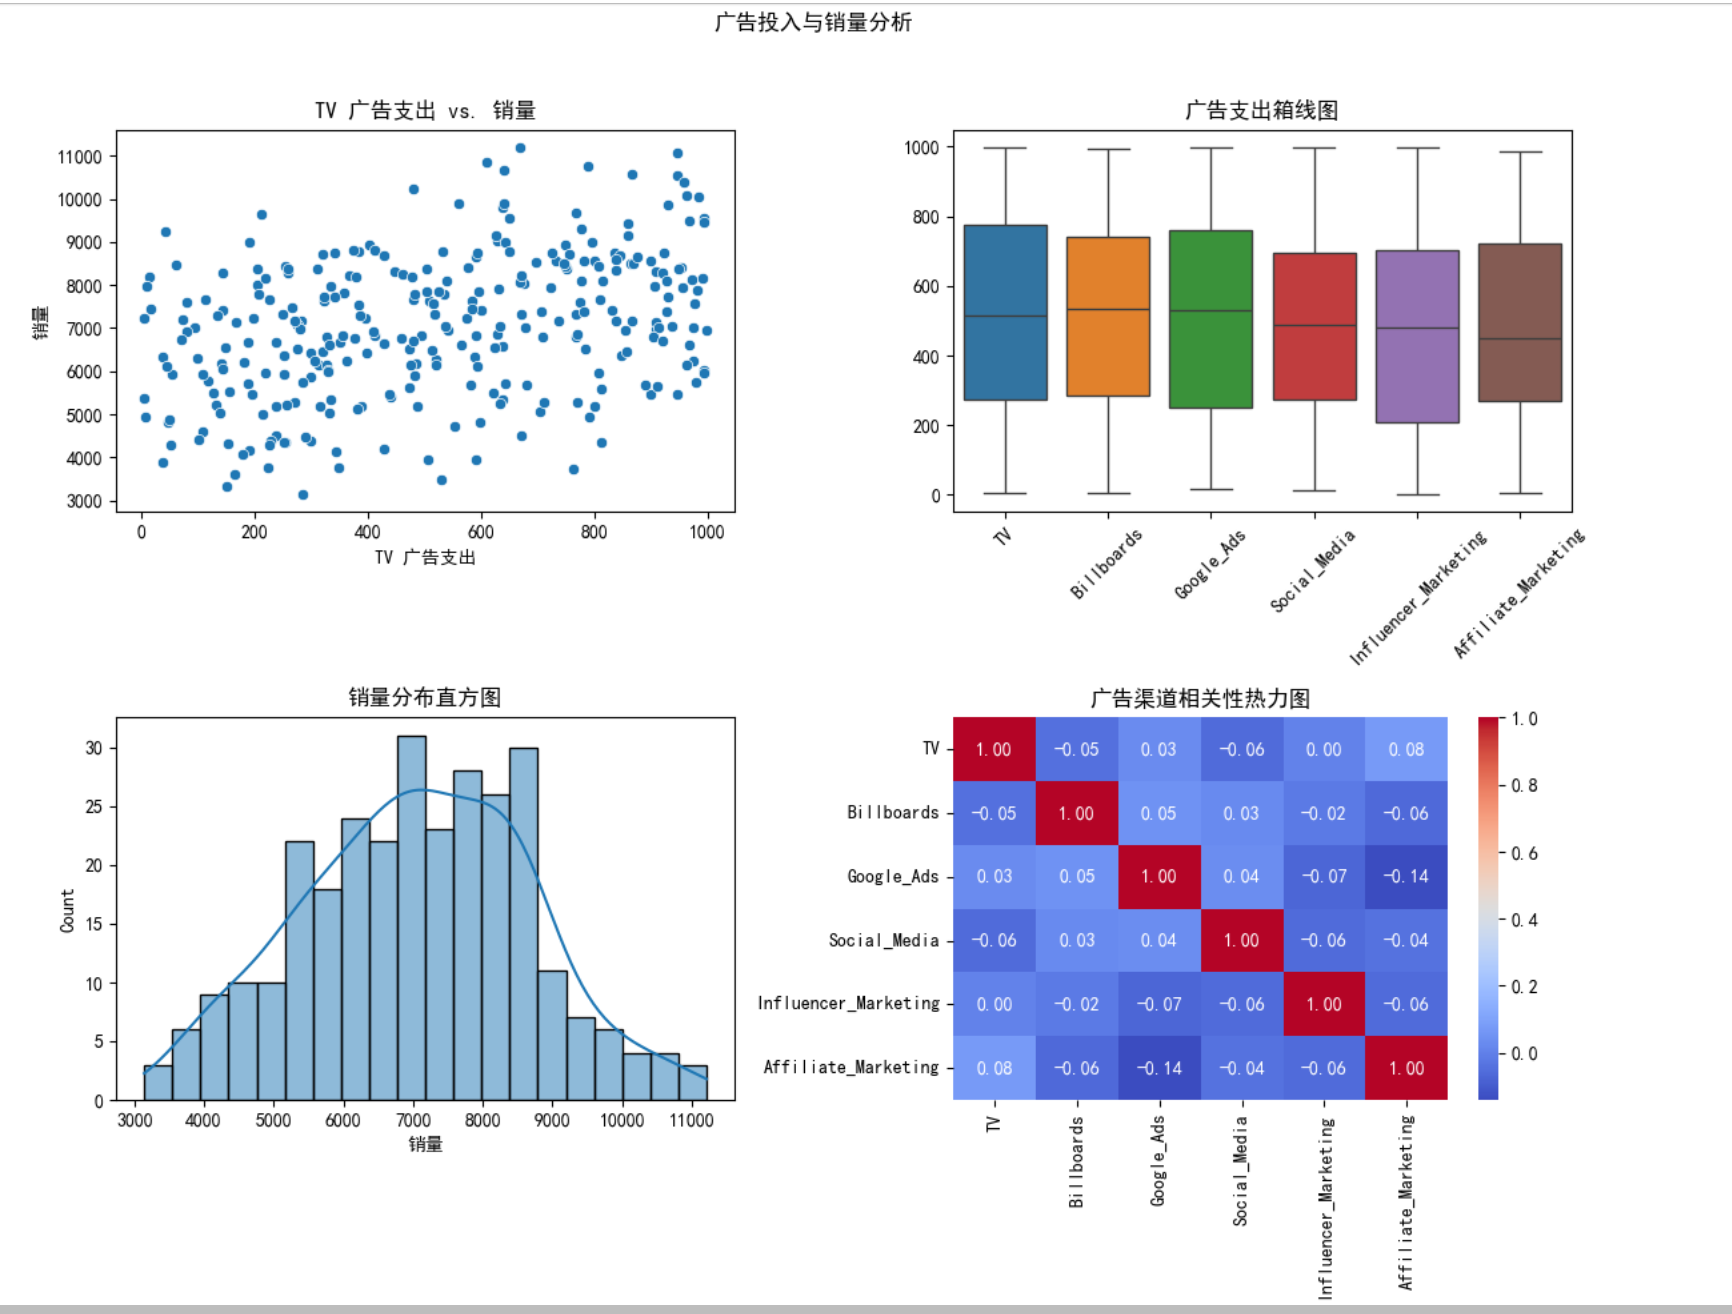 广告投入与销量分析
TV 广告支出 vs. 销量
11000
10000
9000
8000
7000
6000
5000
4000
3000
销量
0 200 400 600 800 1000
TV 广告支出
广告支出箱线图
1000
800
600
400
200
0
TV Billboards Google_Ads Social_Media Influencer_Marketing Affiliate_Marketing
销量分布直方图
30
25
20
15
10
5
0
Count
3000 4000 5000 6000 7000 8000 9000 10000 11000
销量
广告渠道相关性热力图
TV 1.00 -0.05 0.03 -0.06 0.00 0.08
Billboards -0.05 1.00 0.05 0.03 -0.02 -0.06
Google_Ads 0.03 0.05 1.00 0.04 -0.07 -0.14
Social_Media -0.06 0.03 0.04 1.00 -0.06 -0.04
Influencer_Marketing 0.00 -0.02 -0.07 -0.06 1.00 -0.06
Affiliate_Marketing 0.08 -0.06 -0.14 -0.04 -0.06 1.00
TV Billboards Google_Ads Social_Media Influencer_Marketing Affiliate_Marketing
1.0
0.8
0.6
0.4
0.2
0.0